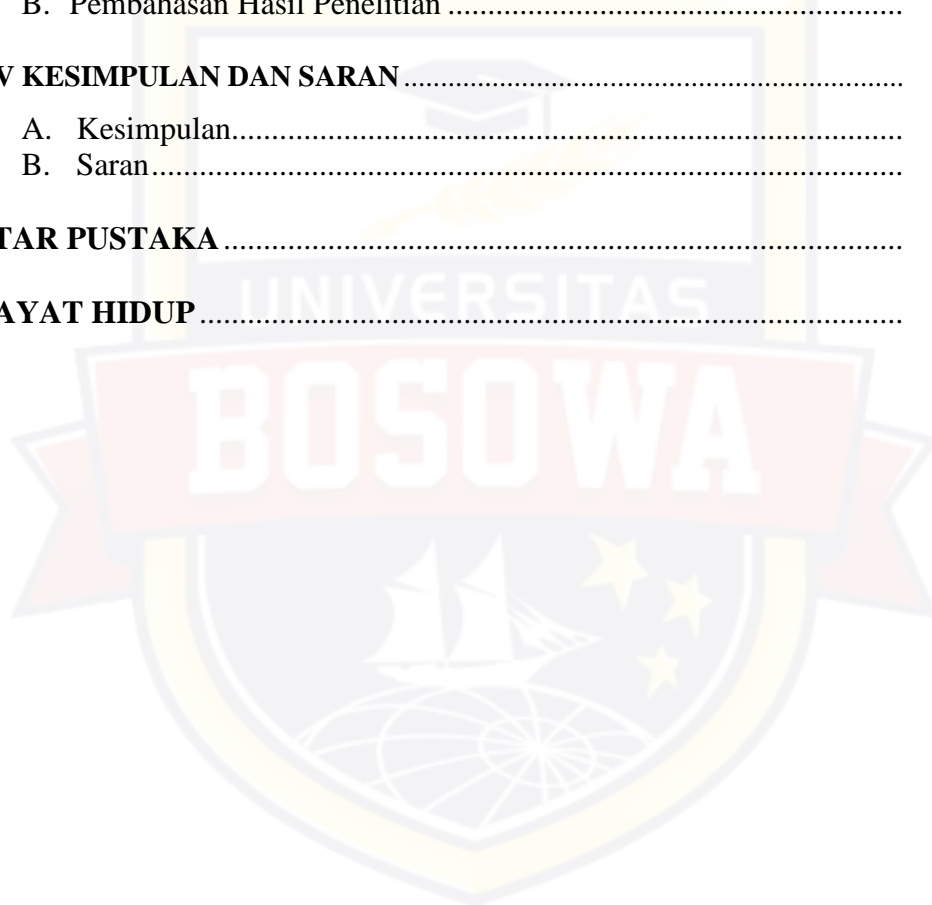 B. Pembahasan Hasil Penelitian ........................................................
V KESIMPULAN DAN SARAN ................................................................
A. Kesimpulan....................................................................................
B. Saran..............................................................................................
TAR PUSTAKA .....................................................................................
AYAT HIDUP ........................................................................................
UNIVERSITAS
BOSOWA